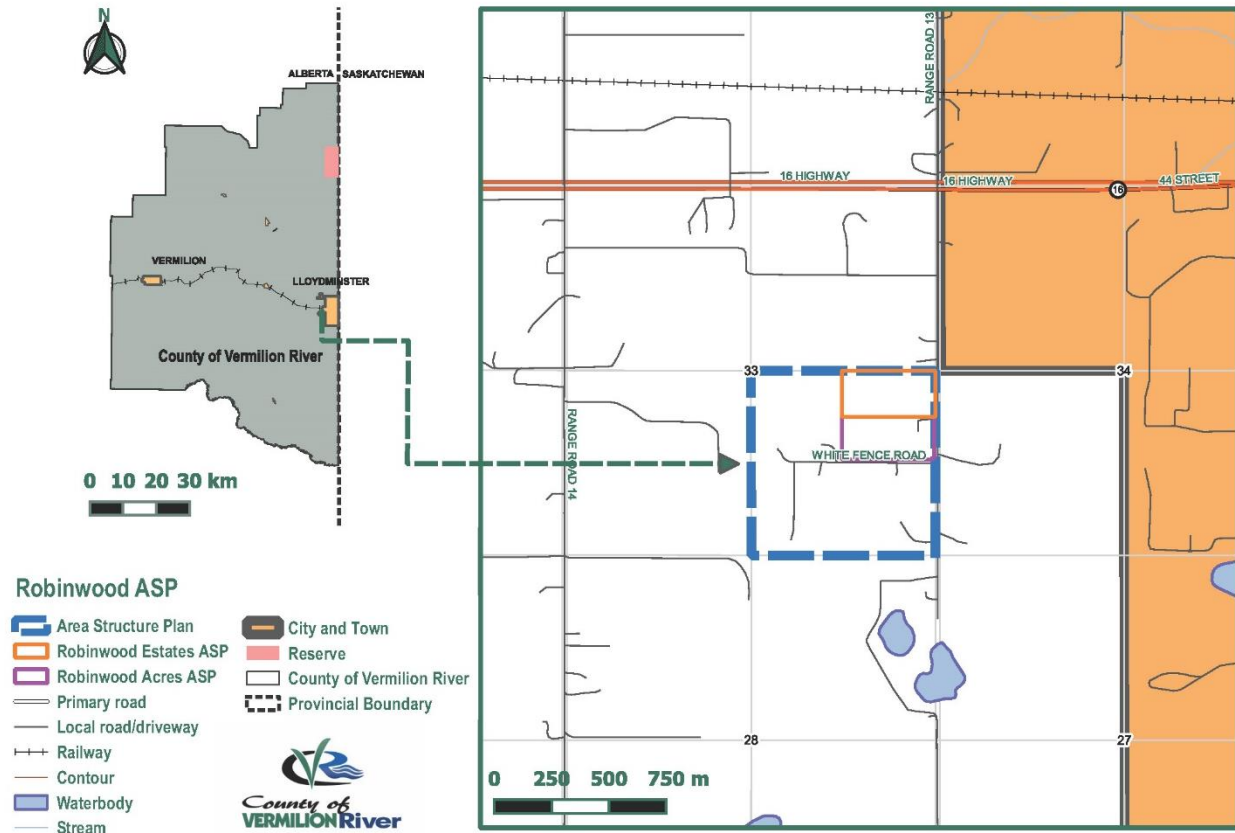 N
ALBERTA
SASKATCHEWAN
VERMILION
LLOYDMINSTER
County of Vermilion River
0 10 20 30 km
Robinwood ASP
Area Structure Plan
Robinwood Estates ASP
Robinwood Acres ASP
Primary road
Local road/driveway
Railway
Contour
Waterbody
Stream
City and Town
Reserve
County of Vermilion River
Provincial Boundary
VR
County of
VERMILION River
RANGE ROAD 13
16 HIGHWAY
16 HIGHWAY
16
44 STREET
33
34
RANGE ROAD 14
WHITE FENCE ROAD
28
27
0 250 500 750 m